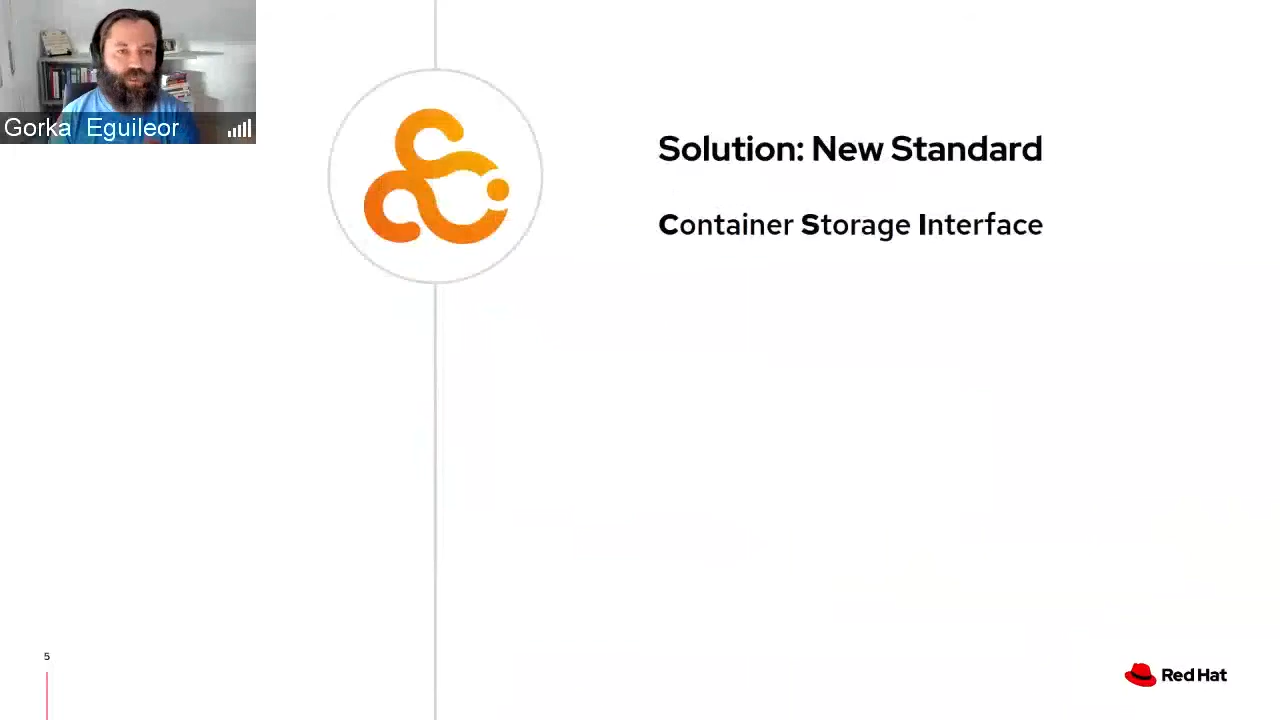 Gorka Eguileor
Solution: New Standard
Container Storage Interface
5
Red Hat